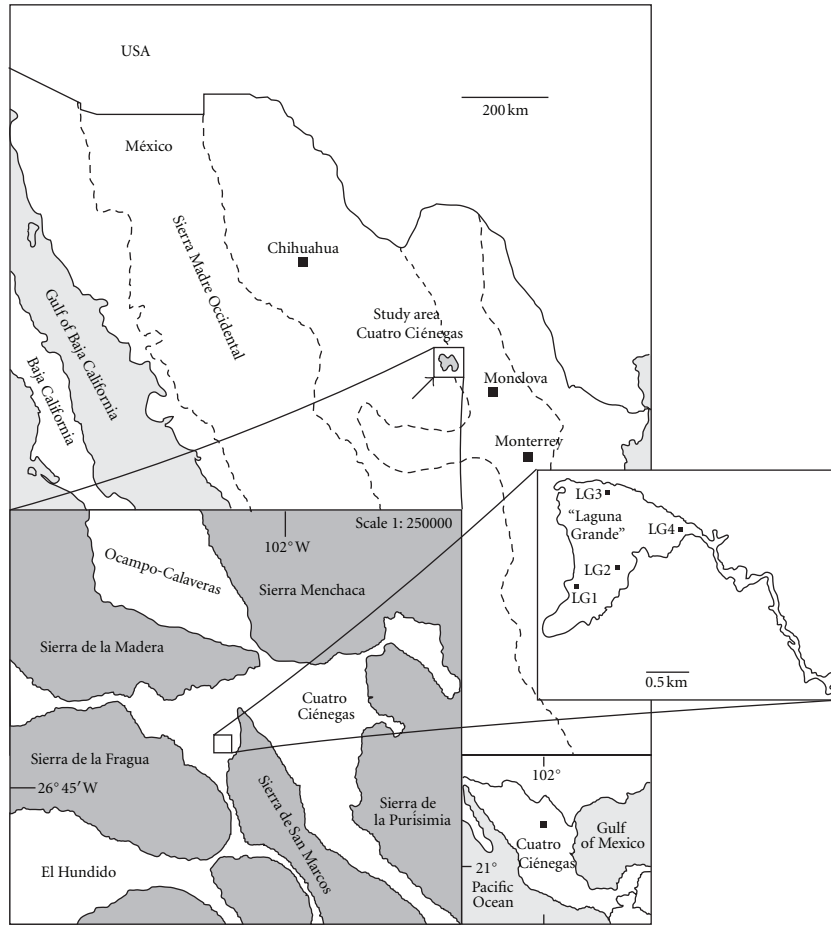 USA
200 km
México
Sierra Madre Occidental
Chihuahua
Gulf of Baja California
Baja California
Study area
Cuatro Ciénegas
Monclova
Monterrey
LG3
"Laguna
Grande"
LG4
LG2
LG1
0.5 km
Scale 1: 250000
102° W
Ocampo-Calaveras
Sierra Menchaca
Sierra de la Madera
Cuatro
Ciénegas
Sierra de la Fragua
26° 45′ W
Sierra de San Marcos
Sierra de
la Purísimia
El Hundido
102°
Cuatro
Ciénegas
Gulf
of Mexico
21°
Pacific
Ocean